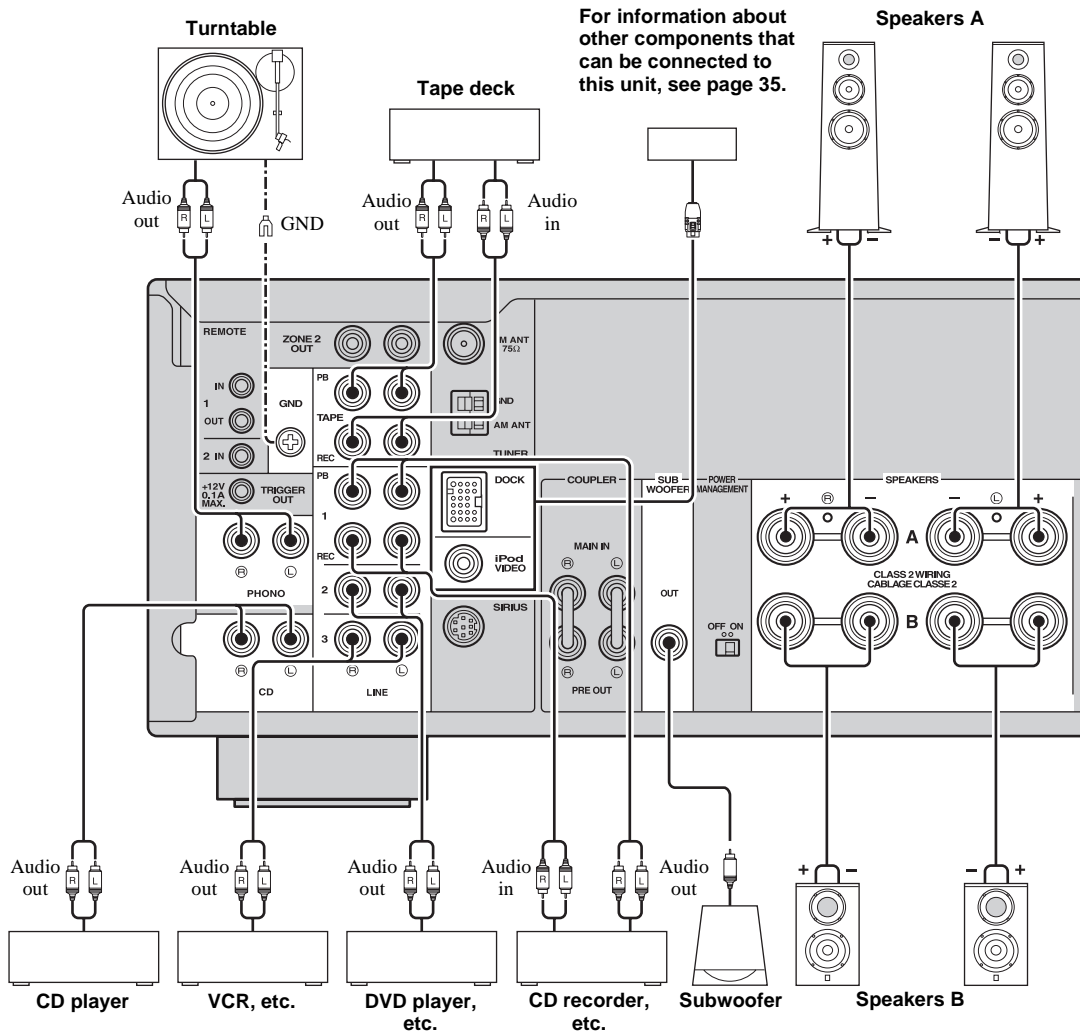 Turntable
For information about
other components that
can be connected to
this unit, see page 35.
Speakers A
Tape deck
Audio
out
R L
GND
Audio
out
R L
R L
Audio
in
+ −
− +
REMOTE
ZONE 2
OUT
M ANT
75Ω
IN
1
OUT
2 IN
GND
PB
TAPE
REC
GND
AM ANT
TUNER
+12V
0.1A
MAX.
TRIGGER
OUT
PB
1
REC
DOCK
iPod
VIDEO
COUPLER
SUB
WOOFER
POWER
MANAGEMENT
SPEAKERS
+ R −
− L +
A
CLASS 2 WIRING
CABLAGE CLASSE 2
B
MAIN IN
R L
OUT
OFF ON
R L
PHONO
2
SIRIUS
3
R L
CD
R L
LINE
R L
PRE OUT
Audio
out
R L
Audio
out
R L
Audio
out
R L
Audio
in
R L
R L
Audio
out
+ −
− +
CD player
VCR, etc.
DVD player,
etc.
CD recorder,
etc.
Subwoofer
Speakers B